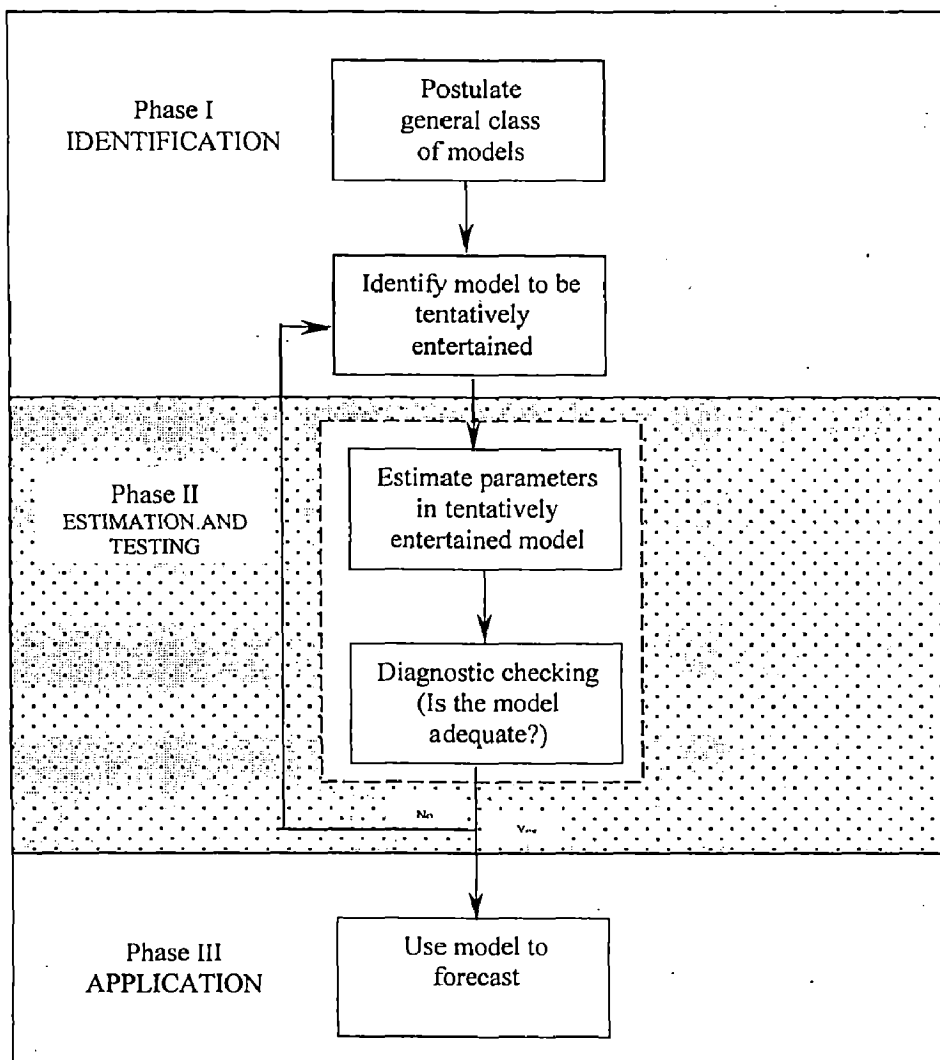 Phase I
IDENTIFICATION
Postulate
general class
of models
Identify model to be
tentatively
entertained
Phase II
ESTIMATION AND
TESTING
Estimate parameters
in tentatively
entertained model
Diagnostic checking
(Is the model
adequate?)
No
Yes
Phase III
APPLICATION
Use model to
forecast